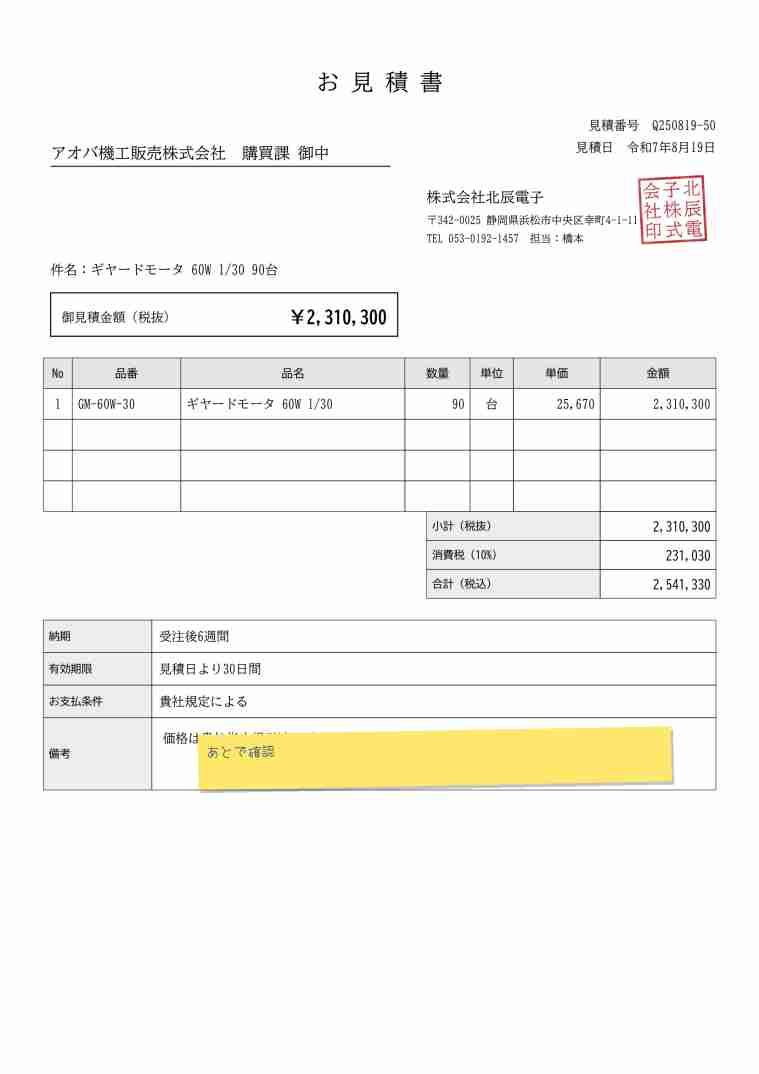 お見積書
見積番号 Q250819-50
見積日 令和7年8月19日
アオバ機工販売株式会社 購買課 御中
株式会社北辰電子
〒342-0025 静岡県浜松市中央区幸町4-1-11
TEL 053-0192-1457 担当：橋本
北辰電子株式会社印
件名：ギヤードモータ 60W 1/30 90台
御見積金額（税抜） ¥2,310,300
No 品番 品名 数量 単位 単価 金額
1 GM-60W-30 ギヤードモータ 60W 1/30 90 台 25,670 2,310,300
小計（税抜） 2,310,300
消費税（10%） 231,030
合計（税込） 2,541,330
納期 受注後6週間
有効期限 見積日より30日間
お支払条件 貴社規定による
備考 価格は
あとで確認